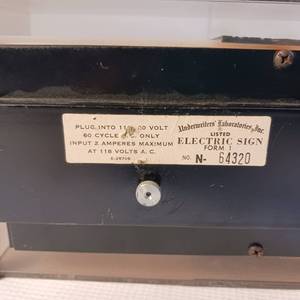 PLUG INTO VOLT
60 CYCLE ONLY
INPUT 2 AMPERES MAXIMUM
AT 118 VOLTS A.C.
Underwriters' Laboratories, Inc.
LISTED
ELECTRIC SIGN
FORM 1
NO. N- 64320